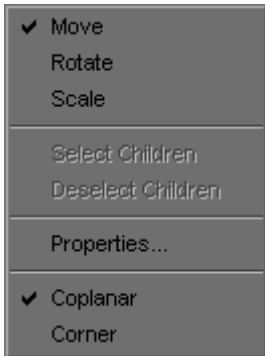 Move
Rotate
Scale
Select Children
Deselect Children
Properties...
Coplanar
Corner